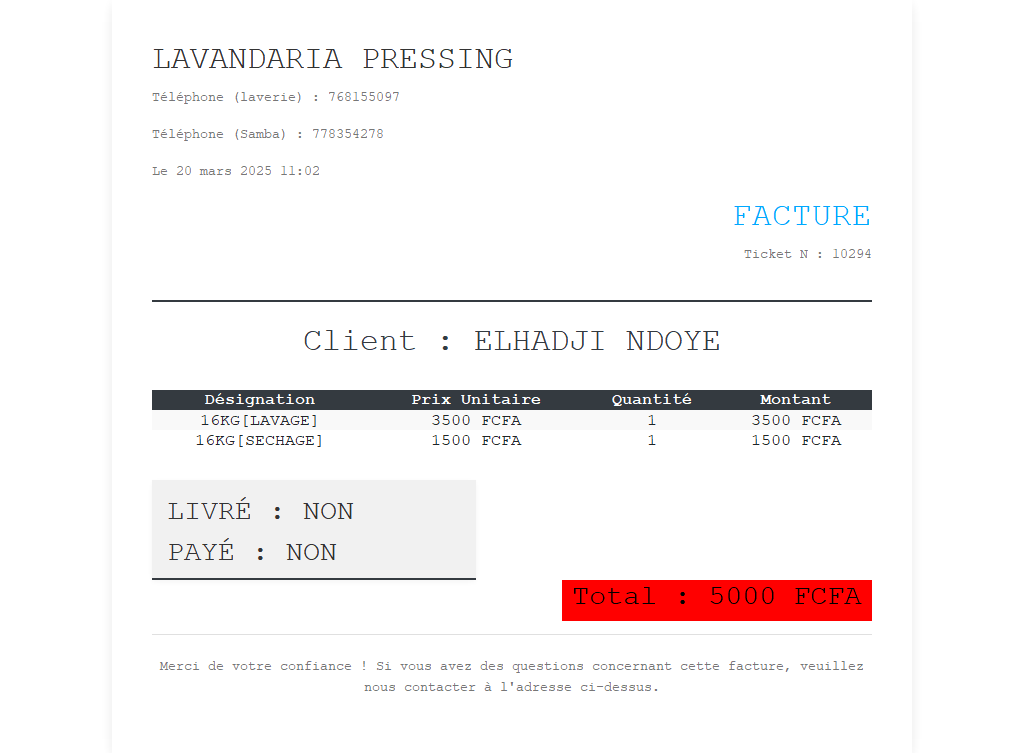 LAVANDARIA PRESSING
Téléphone (laverie) : 768155097
Téléphone (Samba) : 778354278
Le 20 mars 2025 11:02
FACTURE
Ticket N : 10294
Client : ELHADJI NDOYE
Désignation Prix Unitaire Quantité Montant
16KG[LAVAGE] 3500 FCFA 1 3500 FCFA
16KG[SECHAGE] 1500 FCFA 1 1500 FCFA
LIVRÉ : NON
PAYÉ : NON
Total : 5000 FCFA
Merci de votre confiance ! Si vous avez des questions concernant cette facture, veuillez
nous contacter à l'adresse ci-dessus.